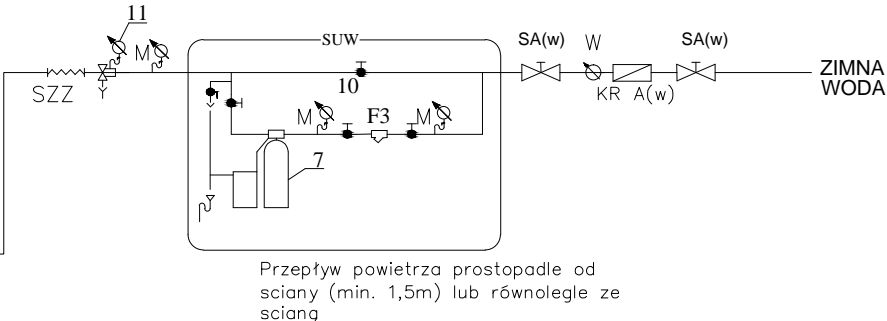 11
M
SUW
SA(w)
W
SA(w)
SZZ
10
KR A(w)
ZIMNA
WODA
M
F3
M
7
Przepływ powietrza prostopadle od
sciany (min. 1,5m) lub równolegle ze
scianą